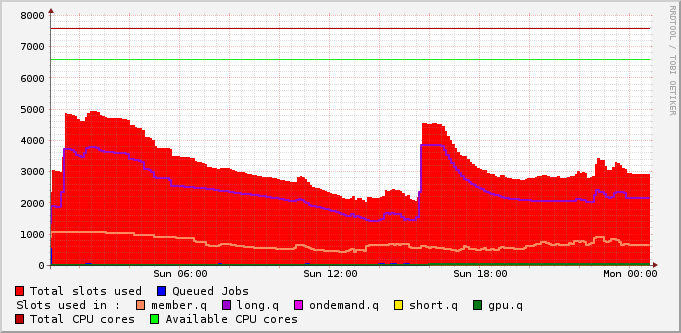 8000
7000
6000
5000
4000
3000
2000
1000
0
Sun 06:00 Sun 12:00 Sun 18:00 Mon 00:00
RRDTOOL / TOBI OETIKER
Total slots used Queued Jobs
Slots used in : member.q long.q ondemand.q short.q gpu.q
Total CPU cores Available CPU cores